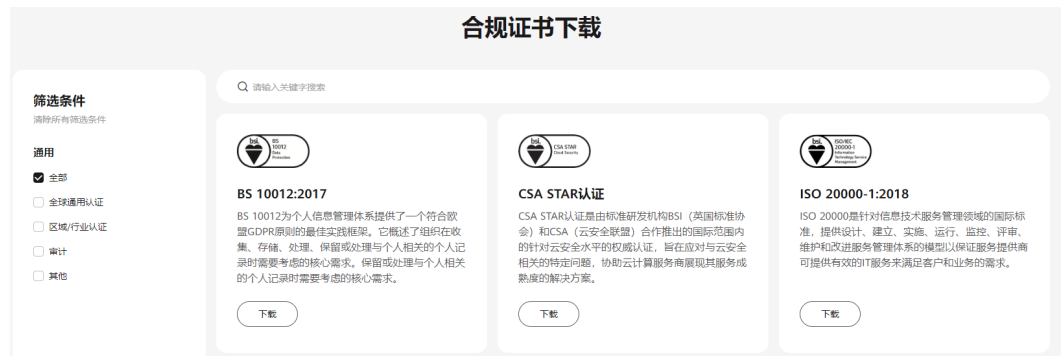 合规证书下载
筛选条件
清除所有筛选条件
通用
全部
全球通用认证
区域/行业认证
审计
其他
请输入关键字搜索
bsi.
BS
10012
Data
Protection
BS 10012:2017
BS 10012为个人信息管理体系提供了一个符合欧
盟GDPR原则的最佳实践框架。它概述了组织在收
集、存储、处理、保留或处理与个人相关的个人记
录时需要考虑的核心需求。保留或处理与个人相关
的个人记录时需要考虑的核心需求。
下载
bsi.
CSA STAR
Cloud Security
CSA STAR认证
CSA STAR认证是由标准研发机构BSI（英国标准协
会）和CSA（云安全联盟）合作推出的国际范围内
的针对云安全水平的权威认证，旨在应对与云安全
相关的特定问题，协助云计算服务商展现其服务成
熟度的解决方案。
下载
bsi.
ISO/IEC
20000-1
Information
Technology Service
Management
ISO 20000-1:2018
ISO 20000是针对信息技术服务管理领域的国际标
准，提供设计、建立、实施、运行、监控、评审、
维护和改进服务管理体系的模型以保证服务提供商
可提供有效的IT服务来满足客户和业务的需求。
下载